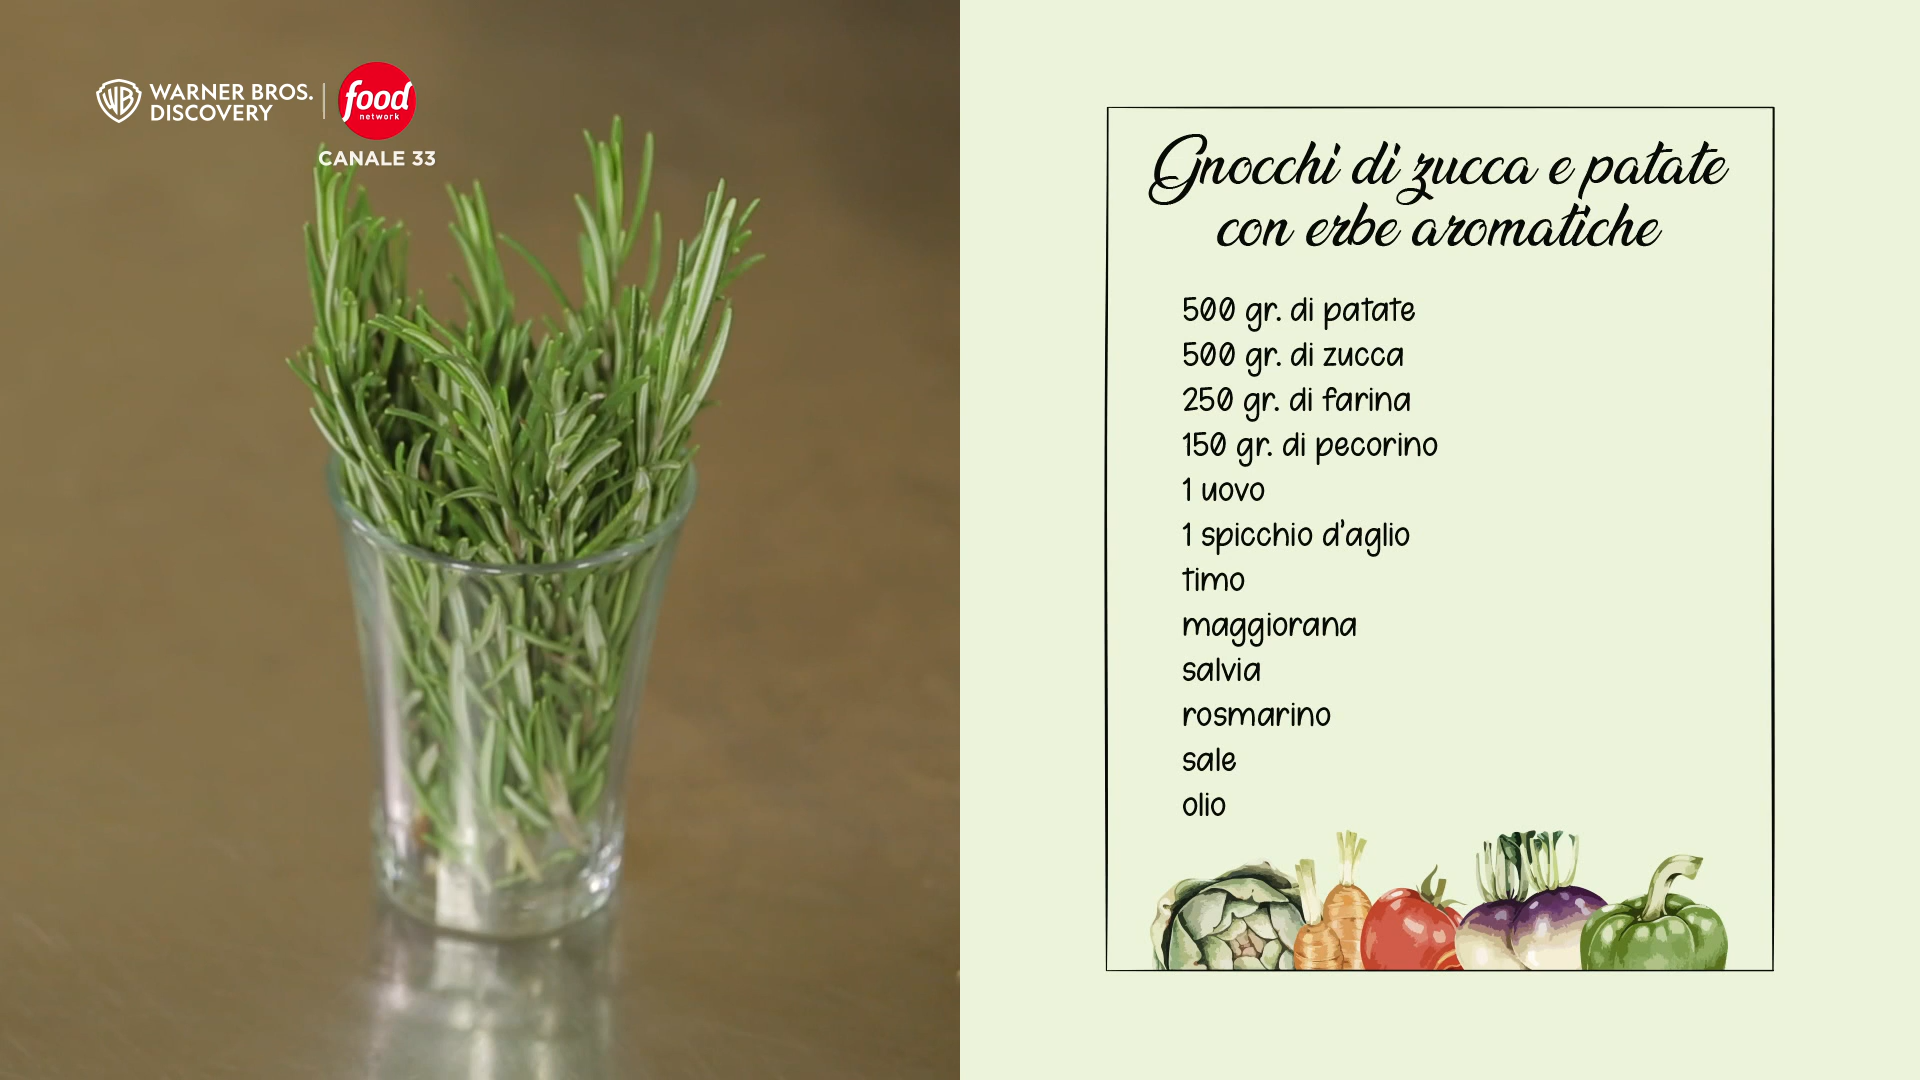 WARNER BROS.
DISCOVERY
food
network
CANALE 33
Gnocchi di zucca e patate
con erbe aromatiche
500 gr. di patate
500 gr. di zucca
250 gr. di farina
150 gr. di pecorino
1 uovo
1 spicchio d'aglio
timo
maggiorana
salvia
rosmarino
sale
olio